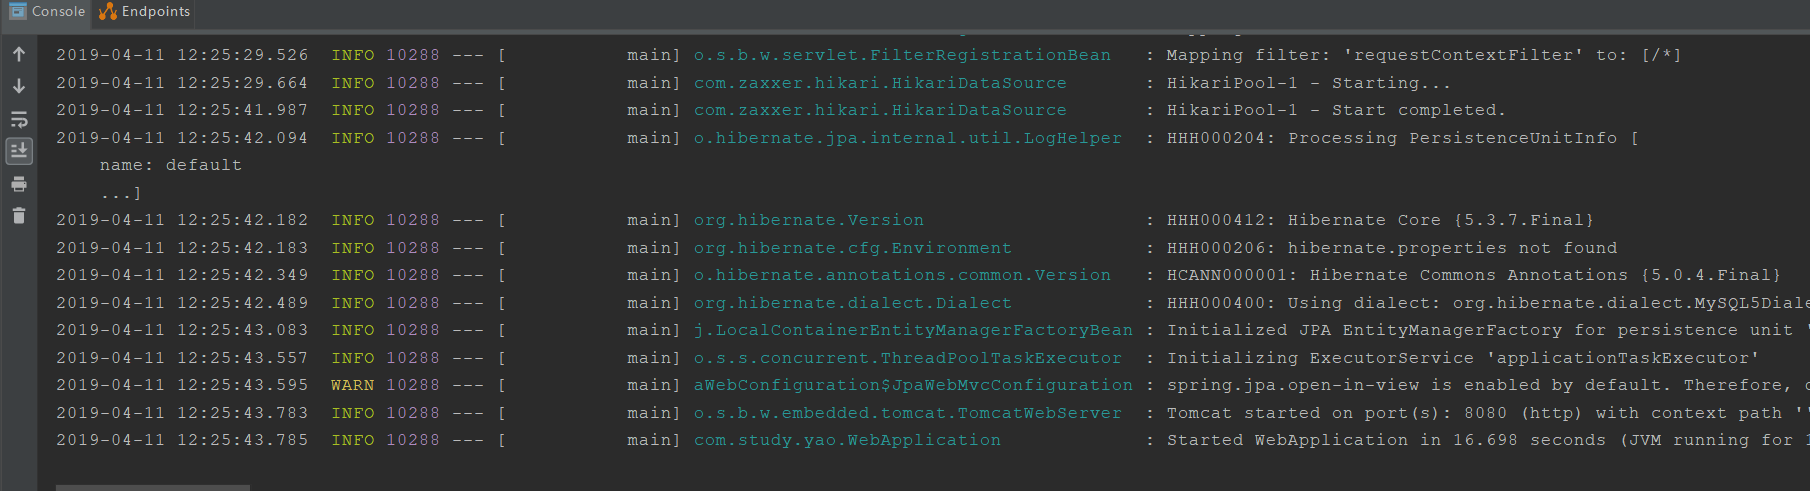 Console Endpoints
2019-04-11 12:25:29.526  INFO 10288 --- [           main] o.s.b.w.servlet.FilterRegistrationBean   : Mapping filter: 'requestContextFilter' to: [/*]
2019-04-11 12:25:29.664  INFO 10288 --- [           main] com.zaxxer.hikari.HikariDataSource       : HikariPool-1 - Starting...
2019-04-11 12:25:41.987  INFO 10288 --- [           main] com.zaxxer.hikari.HikariDataSource       : HikariPool-1 - Start completed.
2019-04-11 12:25:42.094  INFO 10288 --- [           main] o.hibernate.jpa.internal.util.LogHelper  : HHH000204: Processing PersistenceUnitInfo [
    name: default
    ...]
2019-04-11 12:25:42.182  INFO 10288 --- [           main] org.hibernate.Version                    : HHH000412: Hibernate Core {5.3.7.Final}
2019-04-11 12:25:42.183  INFO 10288 --- [           main] org.hibernate.cfg.Environment            : HHH000206: hibernate.properties not found
2019-04-11 12:25:42.349  INFO 10288 --- [           main] o.hibernate.annotations.common.Version   : HCANN000001: Hibernate Commons Annotations {5.0.4.Final}
2019-04-11 12:25:42.489  INFO 10288 --- [           main] org.hibernate.dialect.Dialect            : HHH000400: Using dialect: org.hibernate.dialect.MySQL5Diale
2019-04-11 12:25:43.083  INFO 10288 --- [           main] j.LocalContainerEntityManagerFactoryBean : Initialized JPA EntityManagerFactory for persistence unit '
2019-04-11 12:25:43.557  INFO 10288 --- [           main] o.s.s.concurrent.ThreadPoolTaskExecutor  : Initializing ExecutorService 'applicationTaskExecutor'
2019-04-11 12:25:43.595  WARN 10288 --- [           main] aWebConfiguration$JpaWebMvcConfiguration : spring.jpa.open-in-view is enabled by default. Therefore,
2019-04-11 12:25:43.783  INFO 10288 --- [           main] o.s.b.w.embedded.tomcat.TomcatWebServer  : Tomcat started on port(s): 8080 (http) with context path ''
2019-04-11 12:25:43.785  INFO 10288 --- [           main] com.study.yao.WebApplication             : Started WebApplication in 16.698 seconds (JVM running for